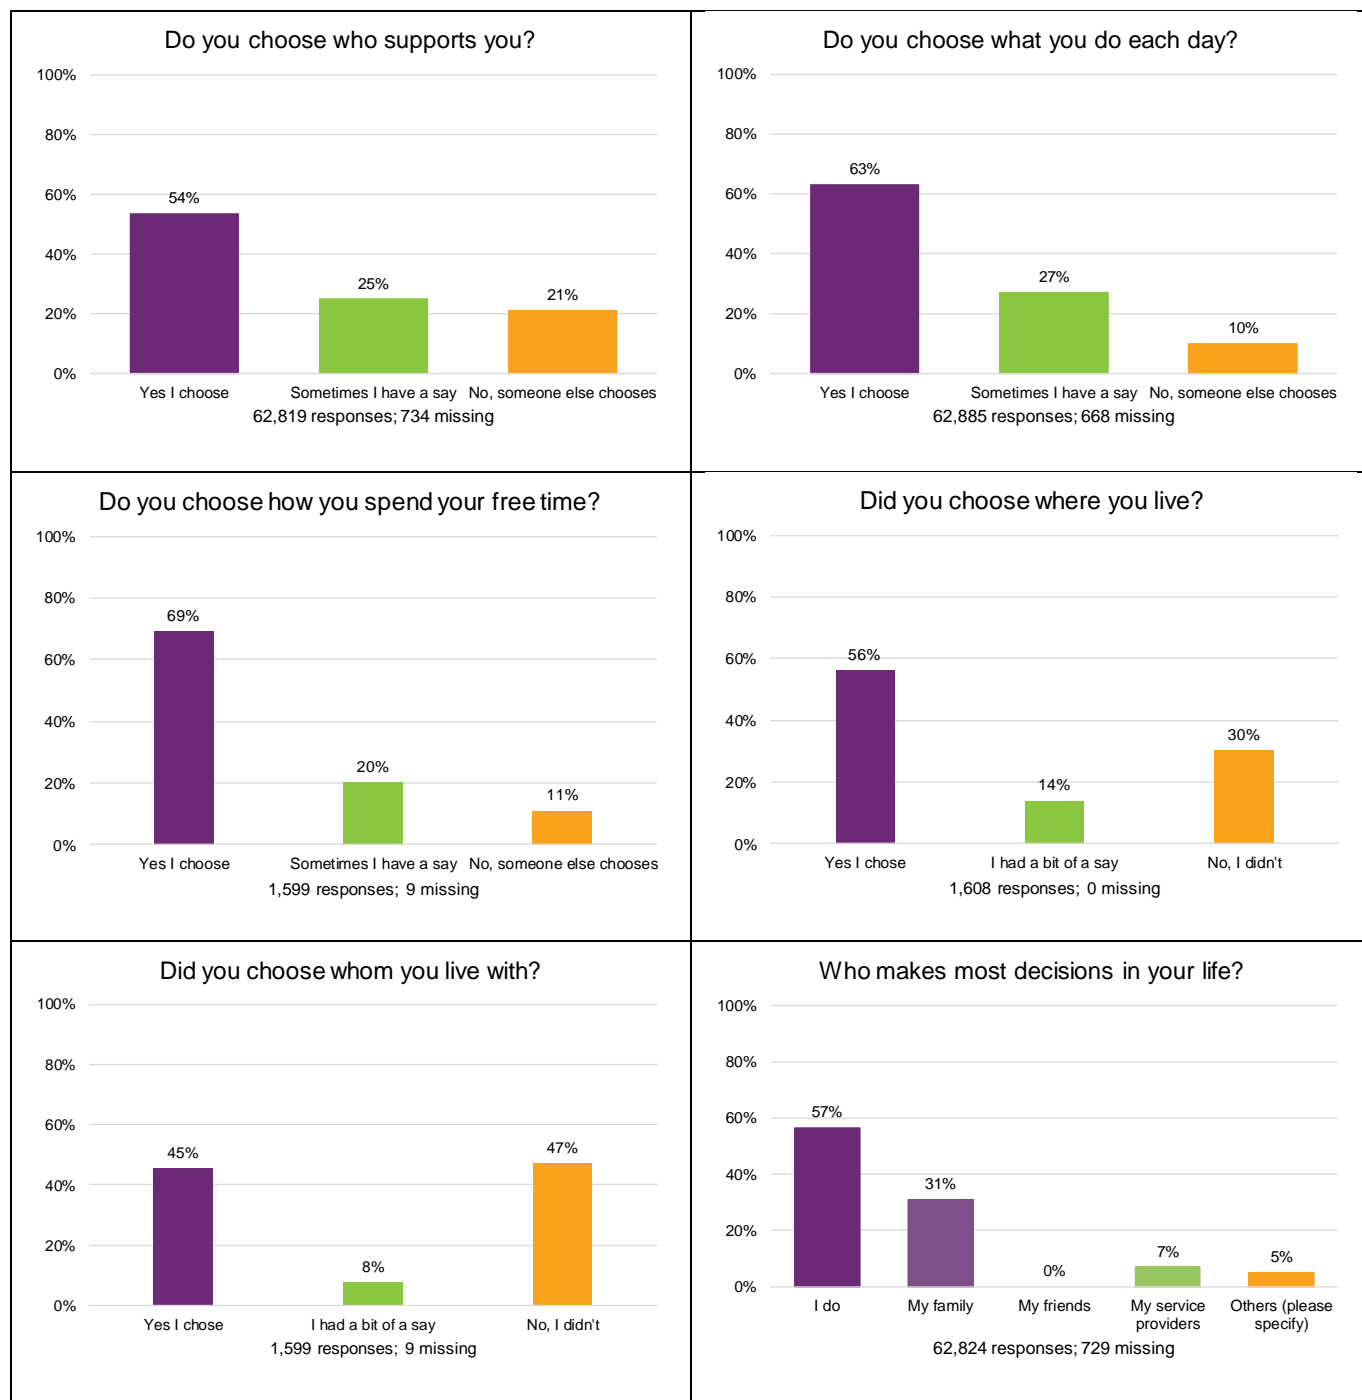 Do you choose who supports you?
100%
80%
60%
40%
20%
0%
54%
25%
21%
Yes I choose
Sometimes I have a say
No, someone else chooses
62,819 responses; 734 missing
Do you choose what you do each day?
100%
80%
60%
40%
20%
0%
63%
27%
10%
Yes I choose
Sometimes I have a say
No, someone else chooses
62,885 responses; 668 missing
Do you choose how you spend your free time?
100%
80%
60%
40%
20%
0%
69%
20%
11%
Yes I choose
Sometimes I have a say
No, someone else chooses
1,599 responses; 9 missing
Did you choose where you live?
100%
80%
60%
40%
20%
0%
56%
14%
30%
Yes I chose
I had a bit of a say
No, I didn't
1,608 responses; 0 missing
Did you choose whom you live with?
100%
80%
60%
40%
20%
0%
45%
8%
47%
Yes I chose
I had a bit of a say
No, I didn't
1,599 responses; 9 missing
Who makes most decisions in your life?
100%
80%
60%
40%
20%
0%
57%
31%
0%
7%
5%
I do
My family
My friends
My service
providers
Others (please
specify)
62,824 responses; 729 missing